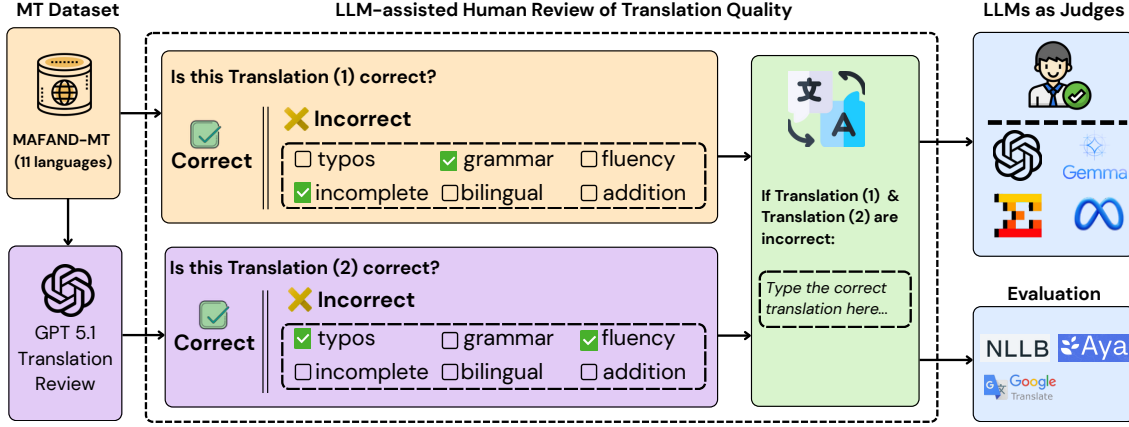 MT Dataset
LLM-assisted Human Review of Translation Quality
LLMs as Judges
MAFAND-MT
(11 languages)
GPT 5.1
Translation
Review
Is this Translation (1) correct?
Correct
Incorrect
typos grammar fluency
incomplete bilingual addition
Is this Translation (2) correct?
Correct
Incorrect
typos grammar fluency
incomplete bilingual addition
文
A
If Translation (1) &
Translation (2) are
incorrect:
Type the correct
translation here...
Gemma
Evaluation
NLLB Aya
G 文 Google
Translate